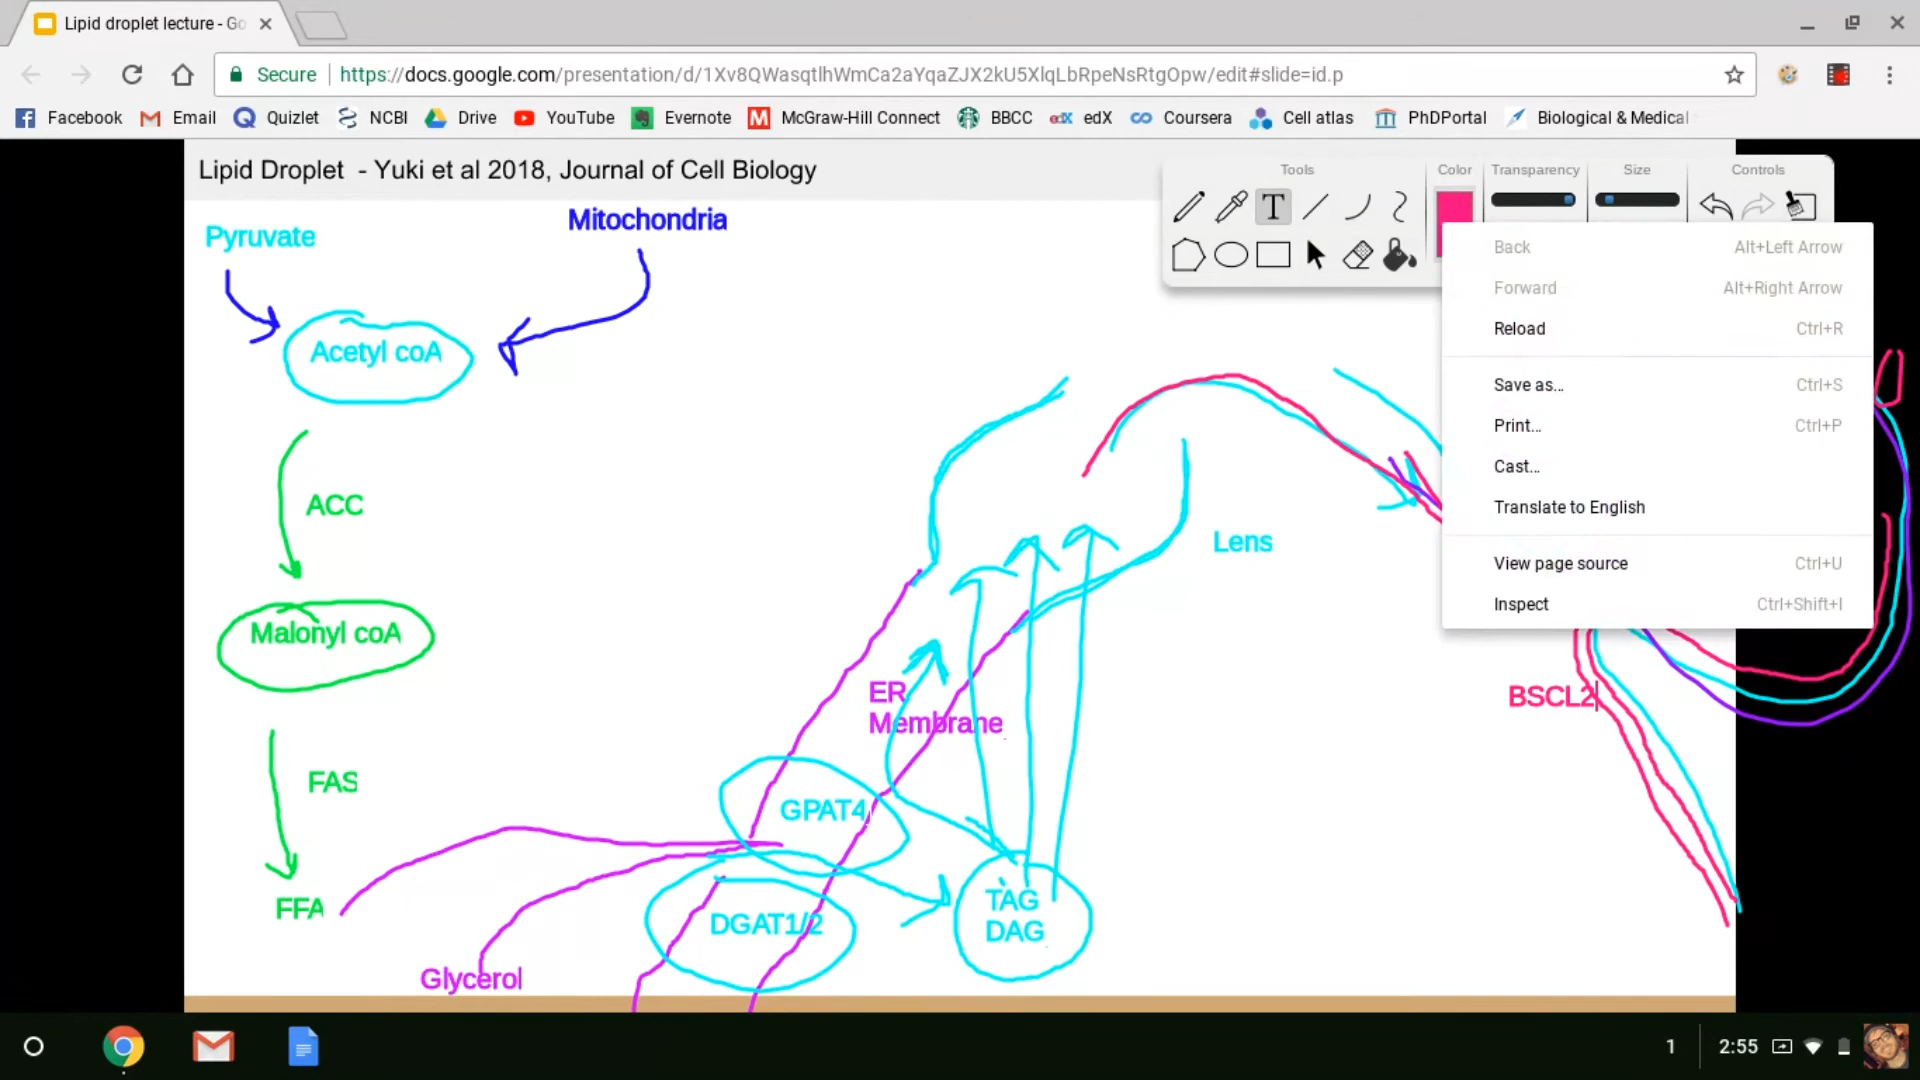 Lipid droplet lecture - Go
Secure
https://docs.google.com/presentation/d/1Xv8QWasqtlhWmCa2aYqaZJX2kU5XlqLbRpeNsRtgOpw/edit#slide=id.p
Facebook
Email
Quizlet
NCBI
Drive
YouTube
Evernote
McGraw-Hill Connect
BBCC
edX
Coursera
Cell atlas
PhDPortal
Biological & Medical
Lipid Droplet - Yuki et al 2018, Journal of Cell Biology
Tools
Color
Transparency
Size
Controls
Back Alt+Left Arrow
Forward Alt+Right Arrow
Reload Ctrl+R
Save as... Ctrl+S
Print... Ctrl+P
Cast...
Translate to English
View page source Ctrl+U
Inspect Ctrl+Shift+I
Pyruvate
Mitochondria
Acetyl coA
ACC
Lens
Malonyl coA
ER
Membrane
BSCL2
FAS
GPAT4
FFA
TAG
DAG
DGAT1/2
Glycerol
1
2:55